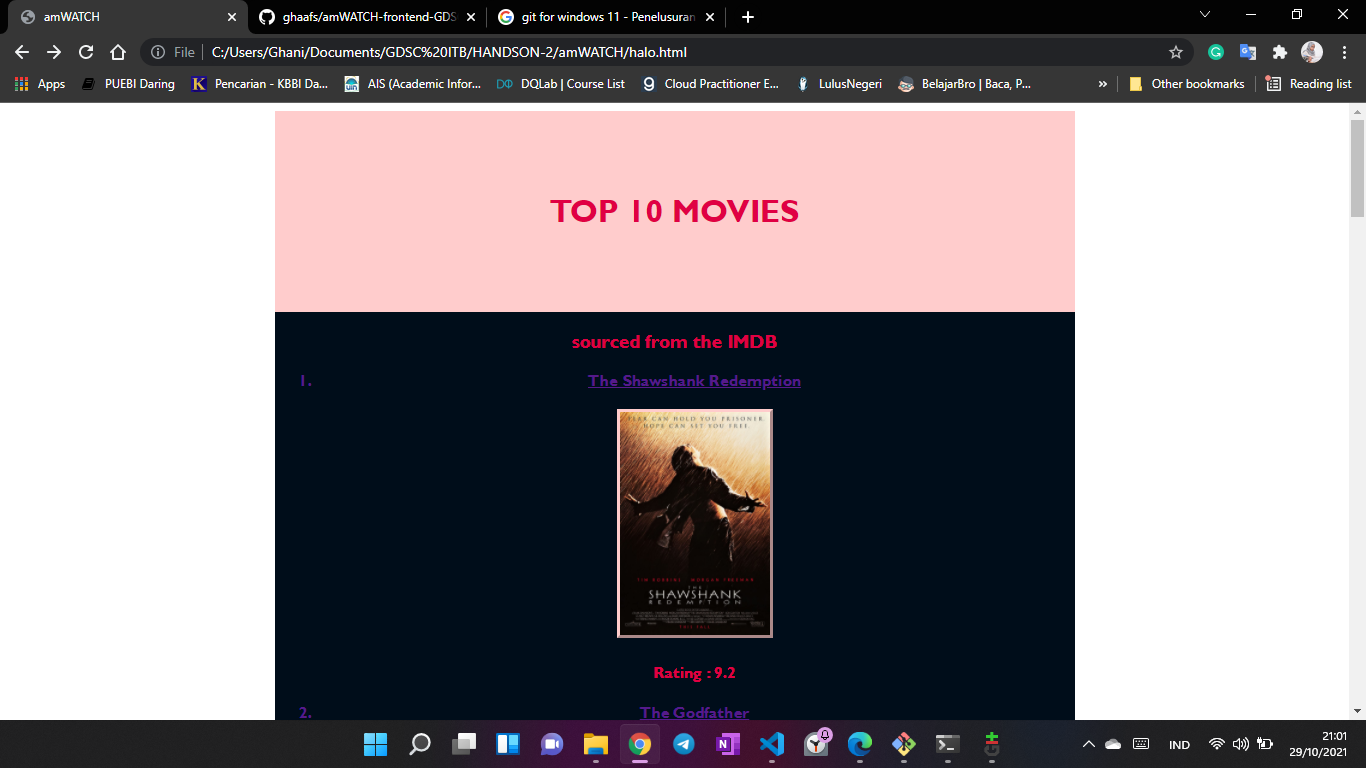 amWATCH
ghaafs/amWATCH-frontend-GDS
git for windows 11 - Penelusuran
File
C:/Users/Ghani/Documents/GDSC%20ITB/HANDSON-2/amWATCH/halo.html
Apps
PUEBI Daring
Pencarian - KBBI Da...
AIS (Academic Infor...
DQLab | Course List
Cloud Practitioner E...
LulusNegeri
BelajarBro | Baca, P...
»
Other bookmarks
Reading list
TOP 10 MOVIES
sourced from the IMDB
1. The Shawshank Redemption
FEAR CAN HOLD YOU PRISONER.
HOPE CAN SET YOU FREE.
TIM ROBBINS MORGAN FREEMAN
THE
SHAWSHANK
REDEMPTION
Rating : 9.2
2. The Godfather
IND
21:01
29/10/2021